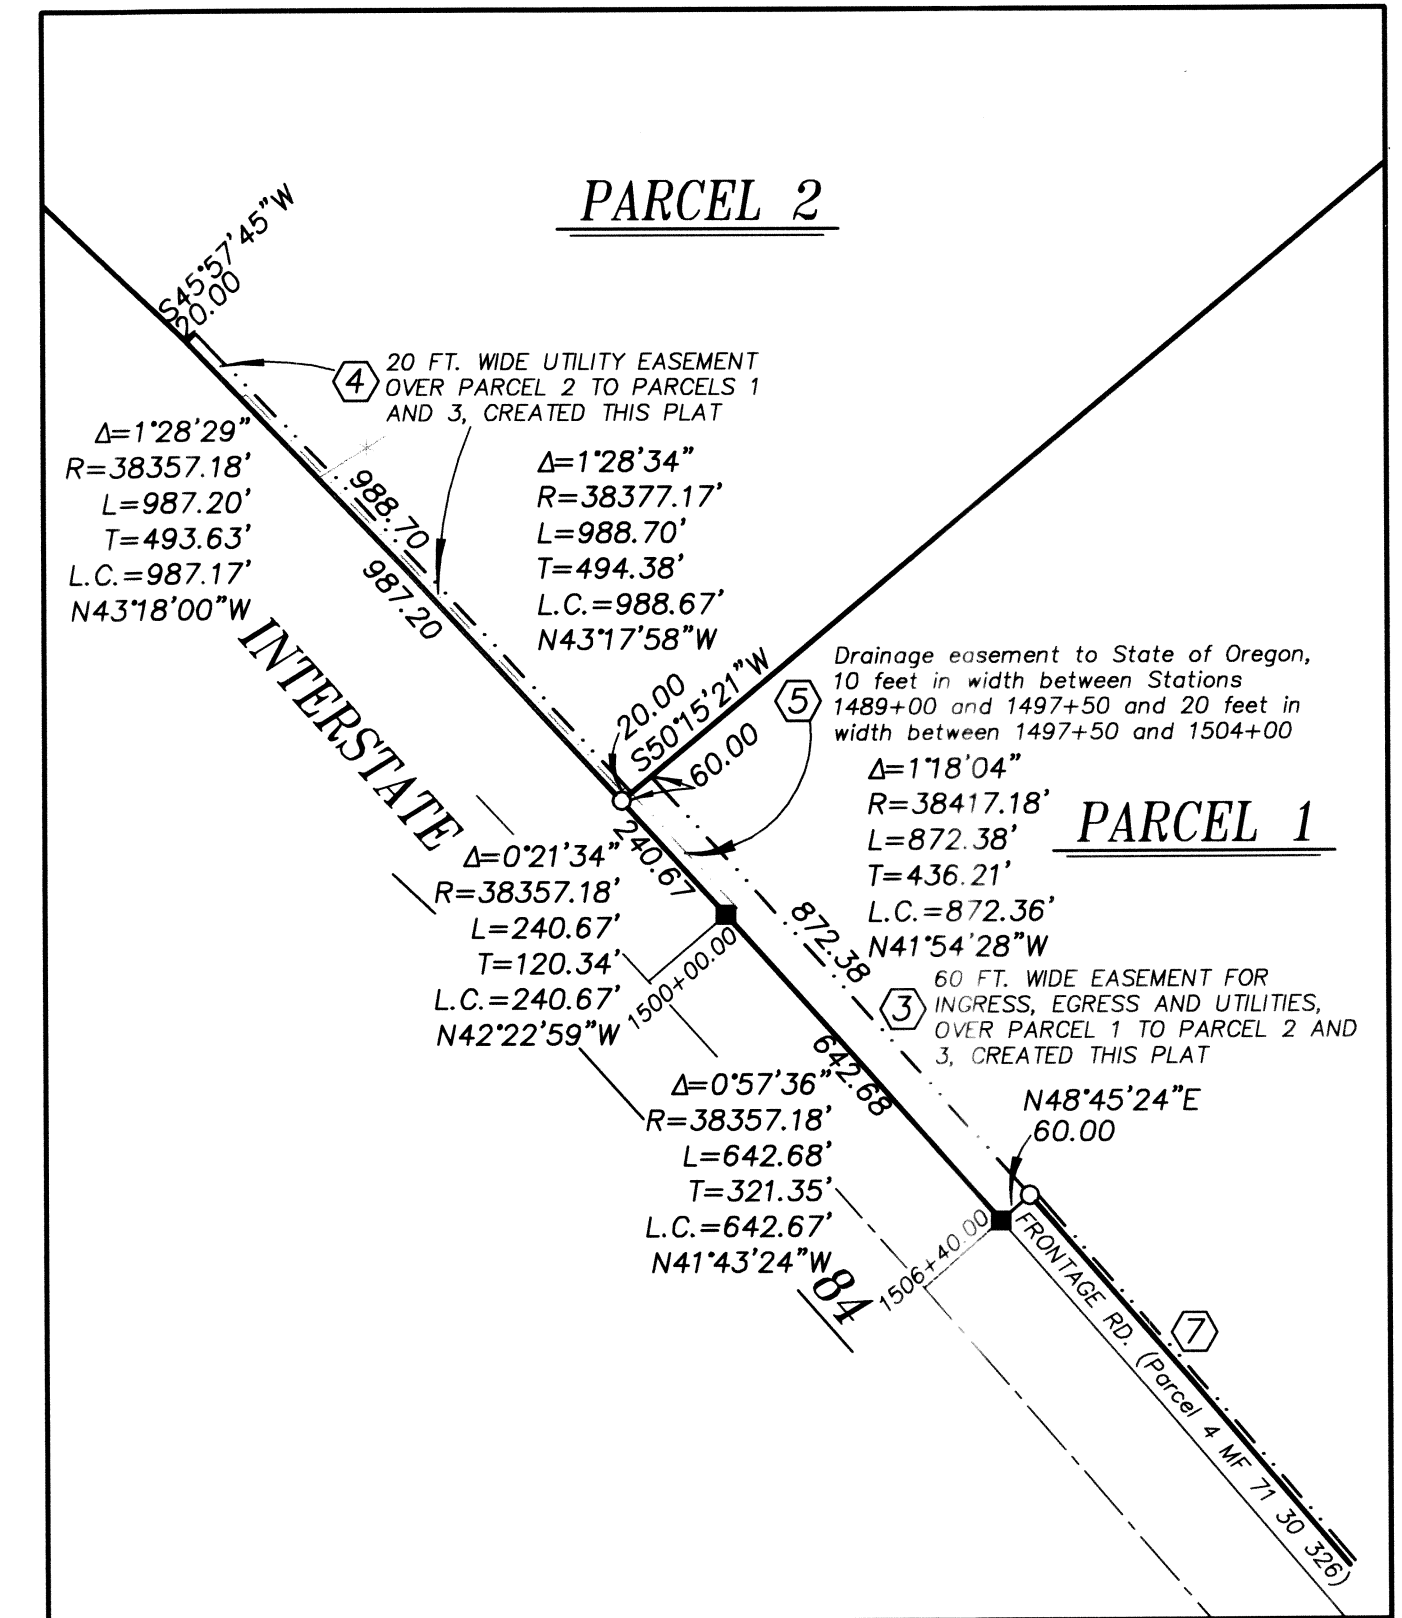 PARCEL 2
S45°57'45"W
20.00
4
20 FT. WIDE UTILITY EASEMENT
OVER PARCEL 2 TO PARCELS 1
AND 3, CREATED THIS PLAT
Δ=1°28'29"
R=38357.18'
L=987.20'
T=493.63'
L.C.=987.17'
N43°18'00"W
988.70
987.20
Δ=1°28'34"
R=38377.17'
L=988.70'
T=494.38'
L.C.=988.67'
N43°17'58"W
INTERSTATE
20.00
S50°15'21"W
60.00
5
Drainage easement to State of Oregon,
10 feet in width between Stations
1489+00 and 1497+50 and 20 feet in
width between 1497+50 and 1504+00
Δ=1°18'04"
R=38417.18'
L=872.38'
T=436.21'
L.C.=872.36'
N41°54'28"W
PARCEL 1
240.67
Δ=0°21'34"
R=38357.18'
L=240.67'
T=120.34'
L.C.=240.67'
N42°22'59"W
1500+00.00
872.38
3
60 FT. WIDE EASEMENT FOR
INGRESS, EGRESS AND UTILITIES,
OVER PARCEL 1 TO PARCEL 2 AND
3, CREATED THIS PLAT
642.68
Δ=0°57'36"
R=38357.18'
L=642.68'
T=321.35'
L.C.=642.67'
N41°43'24"W
N48°45'24"E
60.00
84
1506+40.00
FRONTAGE RD. (Parcel 4 MF 71 30 326)
7